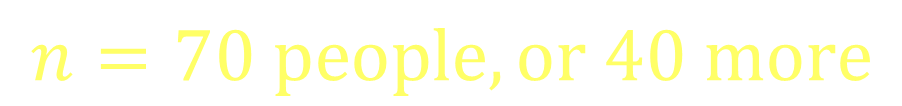 n = 70 people, or 40 more